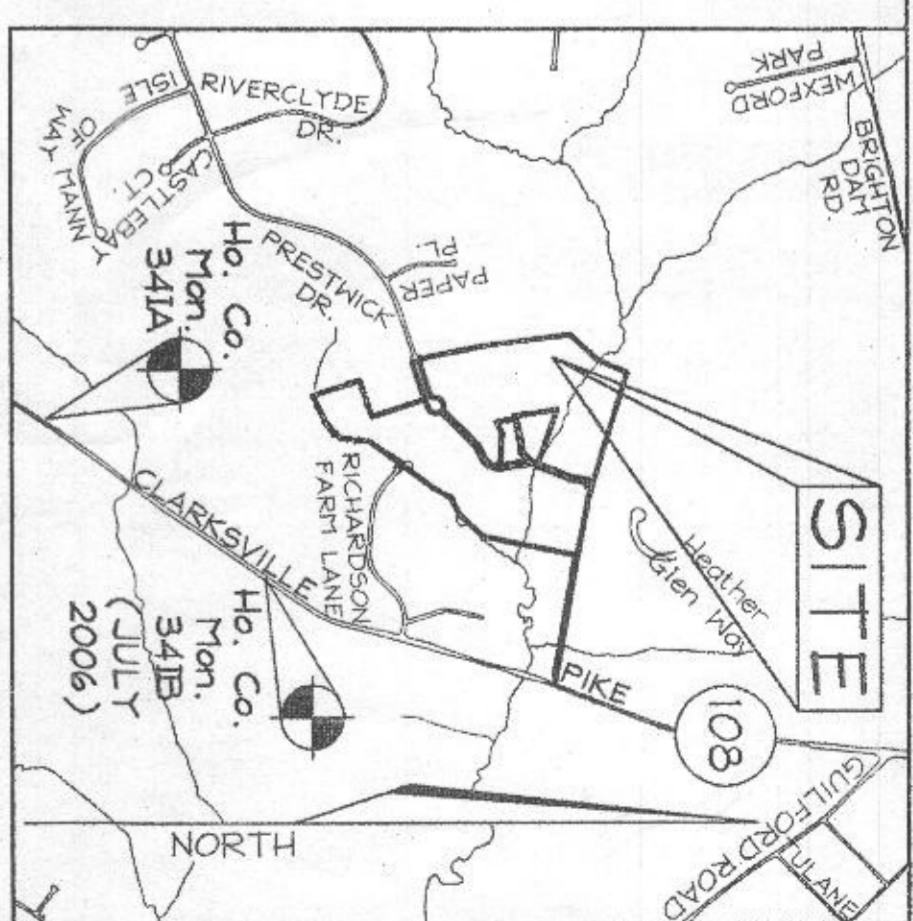 WEXFORD
PARK
BRIGHTON
DAM
RD
RIVERCLYDE
DR.
ISLE
OF
MANN
WAY
CASTLEBAY
CT.
PRESTWICK
DR.
PAPER
PL.
Ho. Co.
Mon.
341A
SITE
Heather
Glen Way
RICHARDSON
FARM LANE
CLARKSVILLE
PIKE
108
Ho. Co.
Mon.
341B
(JULY
2006)
GUILFORD ROAD
LANE
NORTH